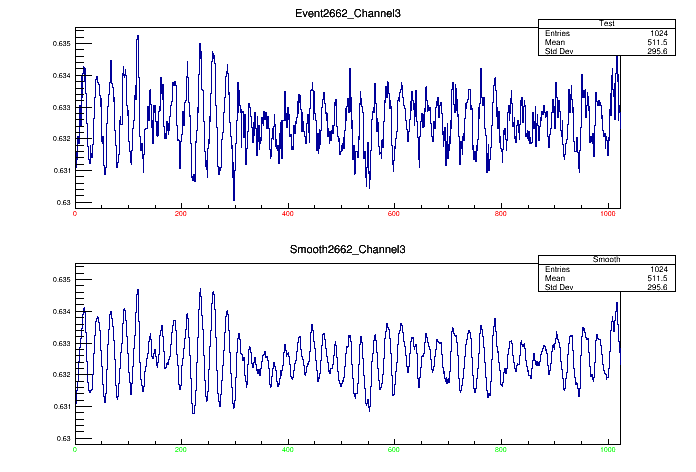 Event2662_Channel3
Test
Entries 1024
Mean 511.5
Std Dev 295.6
0.635
0.634
0.633
0.632
0.631
0.63
0 200 400 600 800 1000
Smooth2662_Channel3
Smooth
Entries 1024
Mean 511.5
Std Dev 295.6
0.635
0.634
0.633
0.632
0.631
0.63
0 200 400 600 800 1000